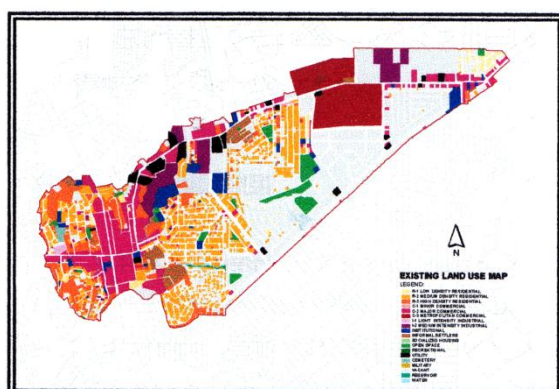 N
EXISTING LAND USE MAP
LEGEND:
R-1 LOW DENSITY RESIDENTIAL
R-2 MEDIUM DENSITY RESIDENTIAL
R-3 HIGH DENSITY RESIDENTIAL
C-1 MINOR COMMERCIAL
C-2 MAJOR COMMERCIAL
C-3 METROPOLITAN COMMERCIAL
I-1 LIGHT INTENSITY INDUSTRIAL
I-2 MEDIUM INTENSITY INDUSTRIAL
INSTITUTIONAL
INFORMAL SETTLERS
SOCIALIZED HOUSING
OPEN SPACE
RECREATIONAL
UTILITY
CEMETERY
MILITARY
VACANT
RESERVOIR
WATER